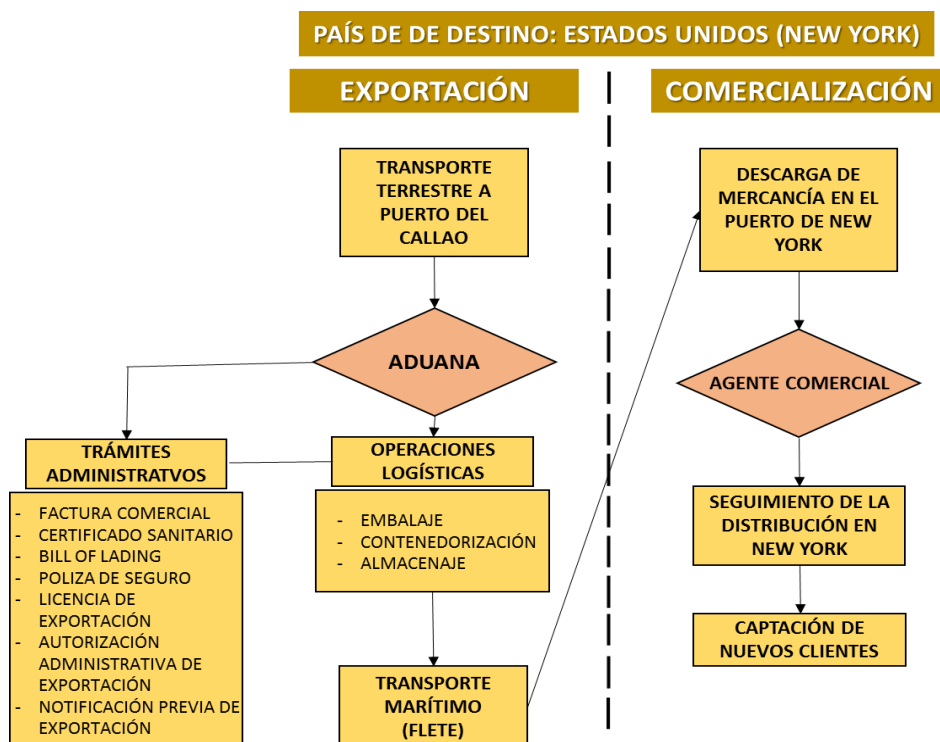 PAÍS DE DE DESTINO: ESTADOS UNIDOS (NEW YORK)
EXPORTACIÓN
TRANSPORTE
TERRESTRE A
PUERTO DEL
CALLAO
ADUANA
TRÁMITES
ADMINISTRATVOS
- FACTURA COMERCIAL
- CERTIFICADO SANITARIO
- BILL OF LADING
- POLIZA DE SEGURO
- LICENCIA DE
EXPORTACIÓN
- AUTORIZACIÓN
ADMINISTRATIVA DE
EXPORTACIÓN
- NOTIFICACIÓN PREVIA DE
EXPORTACIÓN
OPERACIONES
LOGÍSTICAS
- EMBALAJE
- CONTENEDORIZACIÓN
- ALMACENAJE
TRANSPORTE
MARÍTIMO
(FLETE)
COMERCIALIZACIÓN
DESCARGA DE
MERCANCÍA EN EL
PUERTO DE NEW
YORK
AGENTE COMERCIAL
SEGUIMIENTO DE LA
DISTRIBUCIÓN EN
NEW YORK
CAPTACIÓN DE
NUEVOS CLIENTES